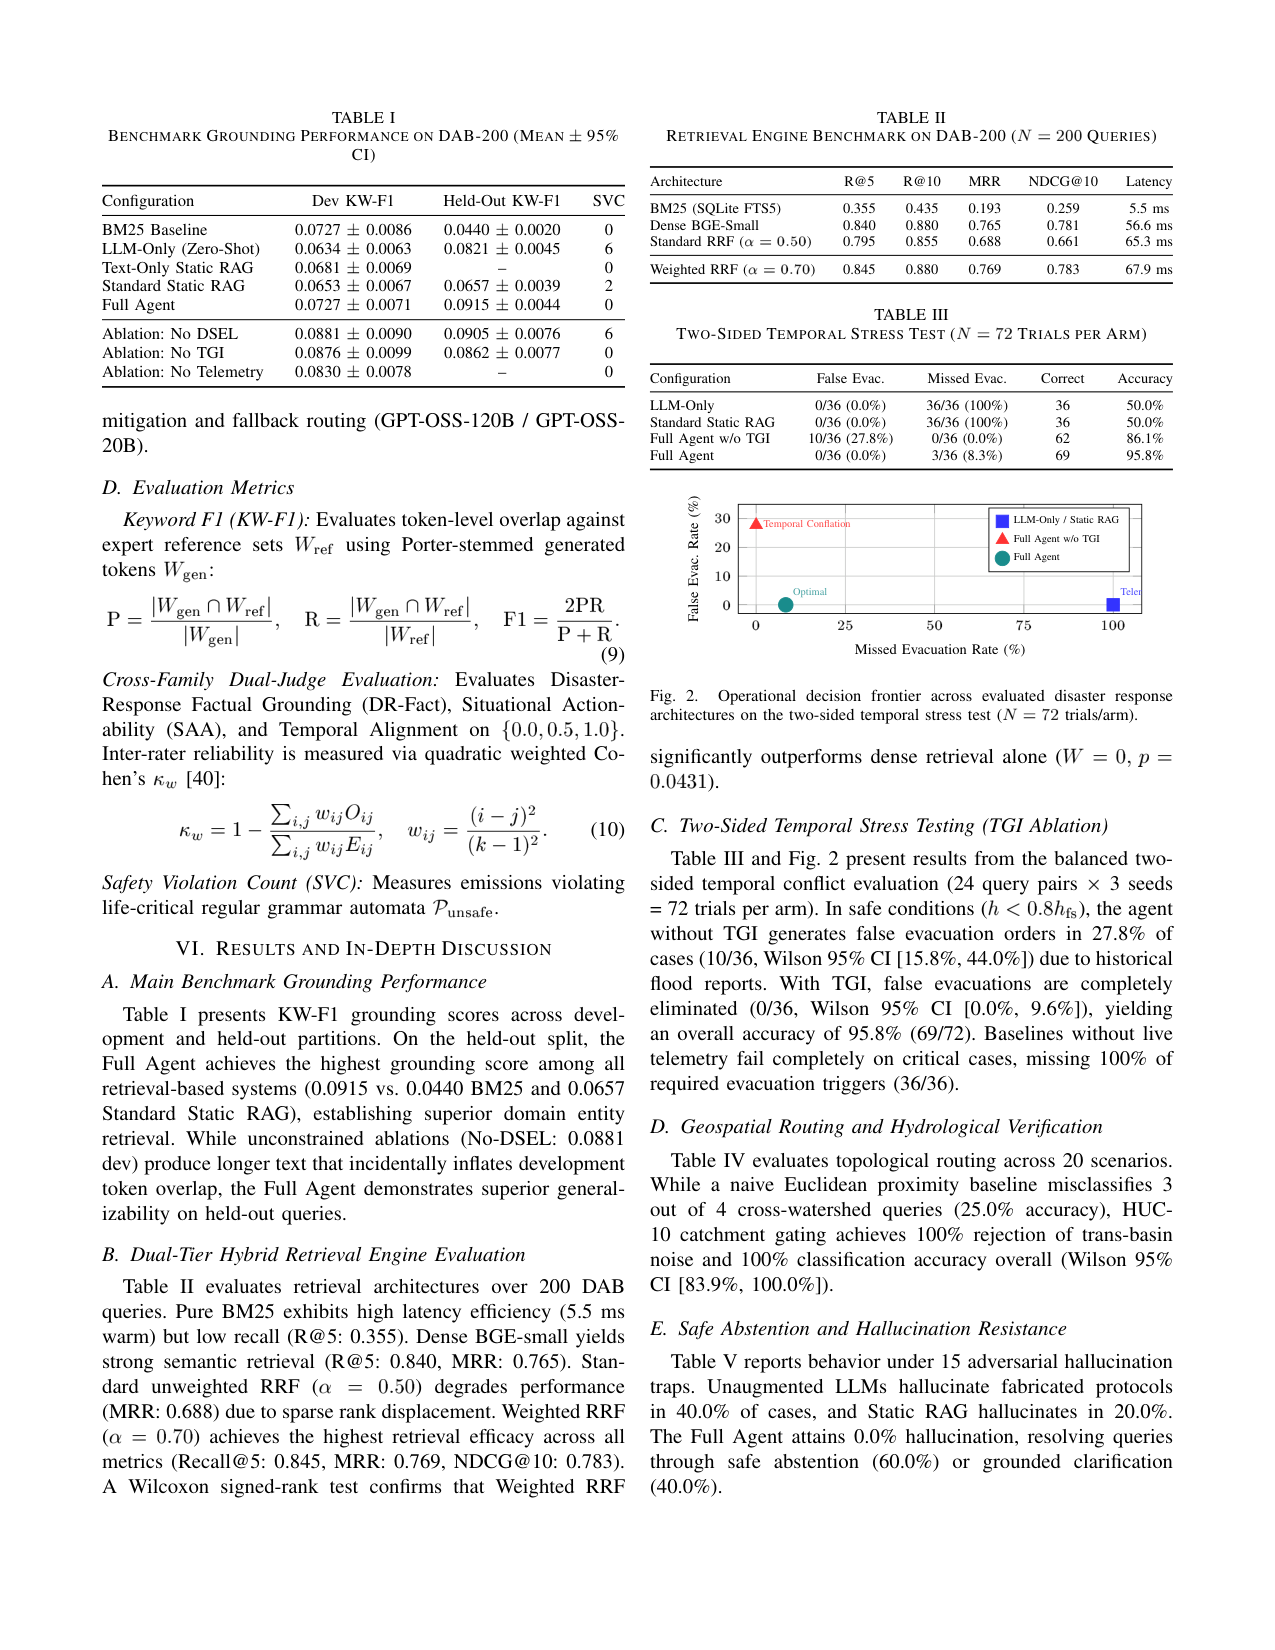 TABLE I
BENCHMARK GROUNDING PERFORMANCE ON DAB-200 (MEAN ± 95%
CI)
Configuration Dev KW-F1 Held-Out KW-F1 SVC
BM25 Baseline 0.0727 ± 0.0086 0.0440 ± 0.0020 0
LLM-Only (Zero-Shot) 0.0634 ± 0.0063 0.0821 ± 0.0045 6
Text-Only Static RAG 0.0681 ± 0.0069 – 0
Standard Static RAG 0.0653 ± 0.0067 0.0657 ± 0.0039 2
Full Agent 0.0727 ± 0.0071 0.0915 ± 0.0044 0
Ablation: No DSEL 0.0881 ± 0.0090 0.0905 ± 0.0076 6
Ablation: No TGI 0.0876 ± 0.0099 0.0862 ± 0.0077 0
Ablation: No Telemetry 0.0830 ± 0.0078 – 0
mitigation and fallback routing (GPT-OSS-120B / GPT-OSS-
20B).
D. Evaluation Metrics
Keyword F1 (KW-F1): Evaluates token-level overlap against
expert reference sets W_ref using Porter-stemmed generated
tokens W_gen:
P = |W_gen ∩ W_ref| / |W_gen|, R = |W_gen ∩ W_ref| / |W_ref|, F1 = 2PR / P + R.
(9)
Cross-Family Dual-Judge Evaluation: Evaluates Disaster-
Response Factual Grounding (DR-Fact), Situational Action-
ability (SAA), and Temporal Alignment on {0.0, 0.5, 1.0}.
Inter-rater reliability is measured via quadratic weighted Co-
hen's κ_w [40]:
κ_w = 1 − ∑_{i,j} w_ij O_ij / ∑_{i,j} w_ij E_ij, w_ij = (i − j)² / (k − 1)². (10)
Safety Violation Count (SVC): Measures emissions violating
life-critical regular grammar automata P_unsafe.
VI. RESULTS AND IN-DEPTH DISCUSSION
A. Main Benchmark Grounding Performance
Table I presents KW-F1 grounding scores across devel-
opment and held-out partitions. On the held-out split, the
Full Agent achieves the highest grounding score among all
retrieval-based systems (0.0915 vs. 0.0440 BM25 and 0.0657
Standard Static RAG), establishing superior domain entity
retrieval. While unconstrained ablations (No-DSEL: 0.0881
dev) produce longer text that incidentally inflates development
token overlap, the Full Agent demonstrates superior general-
izability on held-out queries.
B. Dual-Tier Hybrid Retrieval Engine Evaluation
Table II evaluates retrieval architectures over 200 DAB
queries. Pure BM25 exhibits high latency efficiency (5.5 ms
warm) but low recall (R@5: 0.355). Dense BGE-small yields
strong semantic retrieval (R@5: 0.840, MRR: 0.765). Stan-
dard unweighted RRF (α = 0.50) degrades performance
(MRR: 0.688) due to sparse rank displacement. Weighted RRF
(α = 0.70) achieves the highest retrieval efficacy across all
metrics (Recall@5: 0.845, MRR: 0.769, NDCG@10: 0.783).
A Wilcoxon signed-rank test confirms that Weighted RRF
TABLE II
RETRIEVAL ENGINE BENCHMARK ON DAB-200 (N = 200 QUERIES)
Architecture R@5 R@10 MRR NDCG@10 Latency
BM25 (SQLite FTS5) 0.355 0.435 0.193 0.259 5.5 ms
Dense BGE-Small 0.840 0.880 0.765 0.781 56.6 ms
Standard RRF (α = 0.50) 0.795 0.855 0.688 0.661 65.3 ms
Weighted RRF (α = 0.70) 0.845 0.880 0.769 0.783 67.9 ms
TABLE III
TWO-SIDED TEMPORAL STRESS TEST (N = 72 TRIALS PER ARM)
Configuration False Evac. Missed Evac. Correct Accuracy
LLM-Only 0/36 (0.0%) 36/36 (100%) 36 50.0%
Standard Static RAG 0/36 (0.0%) 36/36 (100%) 36 50.0%
Full Agent w/o TGI 10/36 (27.8%) 0/36 (0.0%) 62 86.1%
Full Agent 0/36 (0.0%) 3/36 (8.3%) 69 95.8%
False Evac. Rate (%)
30
20
10
0
Temporal Conflation
Optimal
Teler
LLM-Only / Static RAG
Full Agent w/o TGI
Full Agent
0 25 50 75 100
Missed Evacuation Rate (%)
Fig. 2. Operational decision frontier across evaluated disaster response
architectures on the two-sided temporal stress test (N = 72 trials/arm).
significantly outperforms dense retrieval alone (W = 0, p =
0.0431).
C. Two-Sided Temporal Stress Testing (TGI Ablation)
Table III and Fig. 2 present results from the balanced two-
sided temporal conflict evaluation (24 query pairs × 3 seeds
= 72 trials per arm). In safe conditions (h < 0.8h_fs), the agent
without TGI generates false evacuation orders in 27.8% of
cases (10/36, Wilson 95% CI [15.8%, 44.0%]) due to historical
flood reports. With TGI, false evacuations are completely
eliminated (0/36, Wilson 95% CI [0.0%, 9.6%]), yielding
an overall accuracy of 95.8% (69/72). Baselines without live
telemetry fail completely on critical cases, missing 100% of
required evacuation triggers (36/36).
D. Geospatial Routing and Hydrological Verification
Table IV evaluates topological routing across 20 scenarios.
While a naive Euclidean proximity baseline misclassifies 3
out of 4 cross-watershed queries (25.0% accuracy), HUC-
10 catchment gating achieves 100% rejection of trans-basin
noise and 100% classification accuracy overall (Wilson 95%
CI [83.9%, 100.0%]).
E. Safe Abstention and Hallucination Resistance
Table V reports behavior under 15 adversarial hallucination
traps. Unaugmented LLMs hallucinate fabricated protocols
in 40.0% of cases, and Static RAG hallucinates in 20.0%.
The Full Agent attains 0.0% hallucination, resolving queries
through safe abstention (60.0%) or grounded clarification
(40.0%).